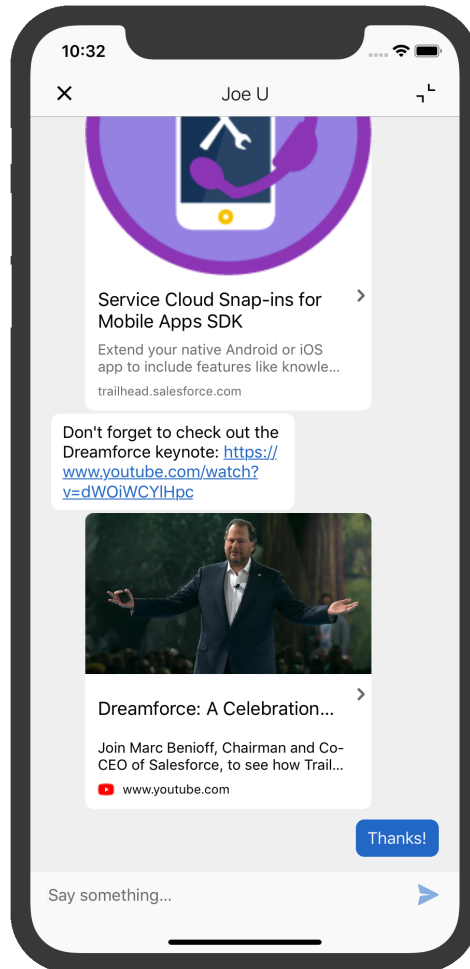 10:32
Joe U
Service Cloud Snap-ins for
Mobile Apps SDK
Extend your native Android or iOS
app to include features like knowle...
trailhead.salesforce.com
Don't forget to check out the
Dreamforce keynote: https://
www.youtube.com/watch?
v=dWOiWCYlHpc
Dreamforce: A Celebration...
Join Marc Benioff, Chairman and Co-
CEO of Salesforce, to see how Trail...
www.youtube.com
Thanks!
Say something...